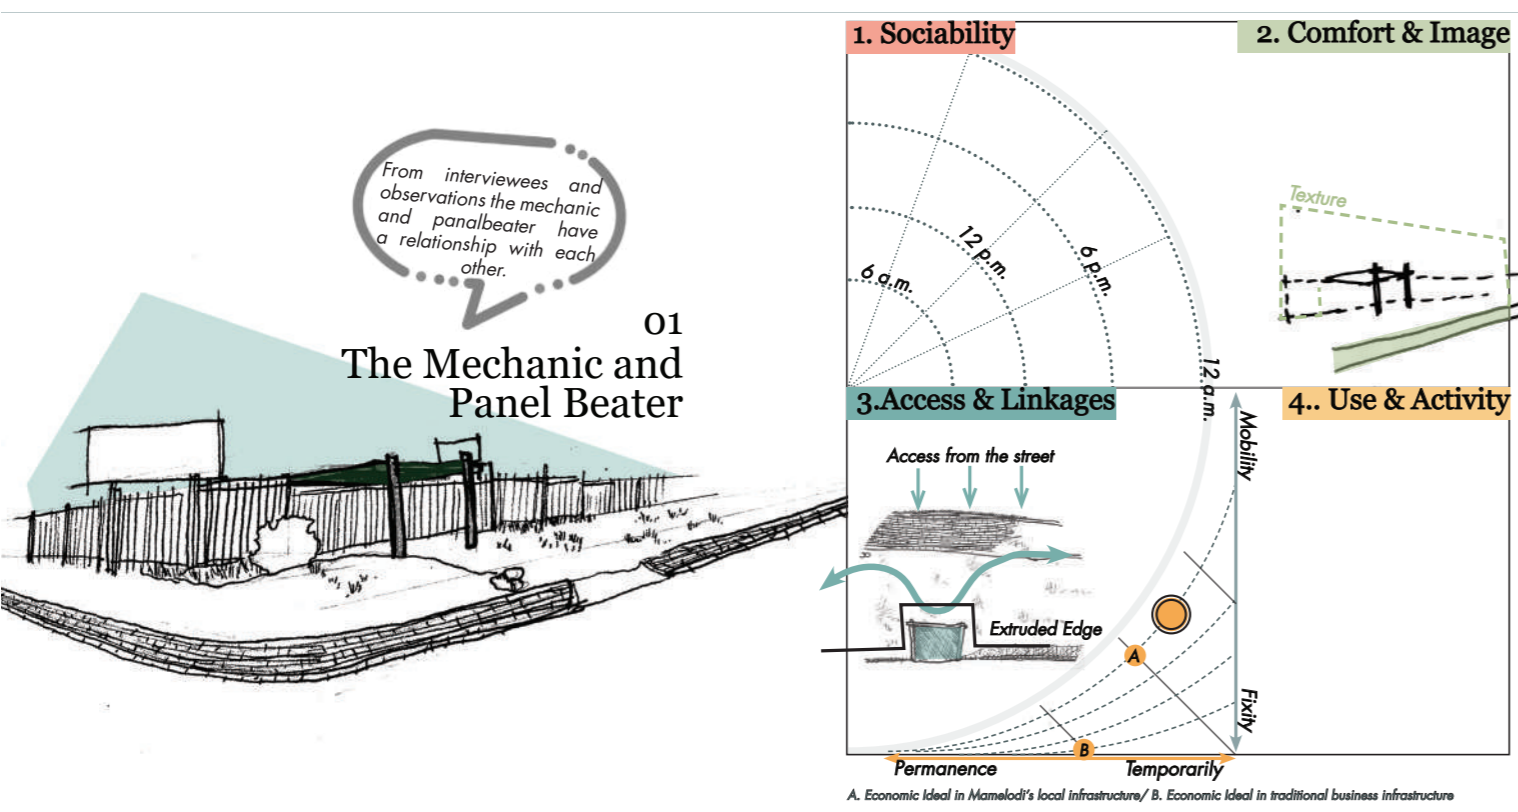 From interviewees and
observations the mechanic
and panalbeater have
a relationship with each
other.
01
The Mechanic and
Panel Beater
1. Sociability
6 a.m.
12 p.m.
6 p.m.
12 a.m.
2. Comfort & Image
Texture
3.Access & Linkages
Access from the street
Extruded Edge
4.. Use & Activity
Mobility
Fixity
A
B
Permanence
Temporarily
A. Economic Ideal in Mamelodi's local infrastructure/ B. Economic Ideal in traditional business infrastructure